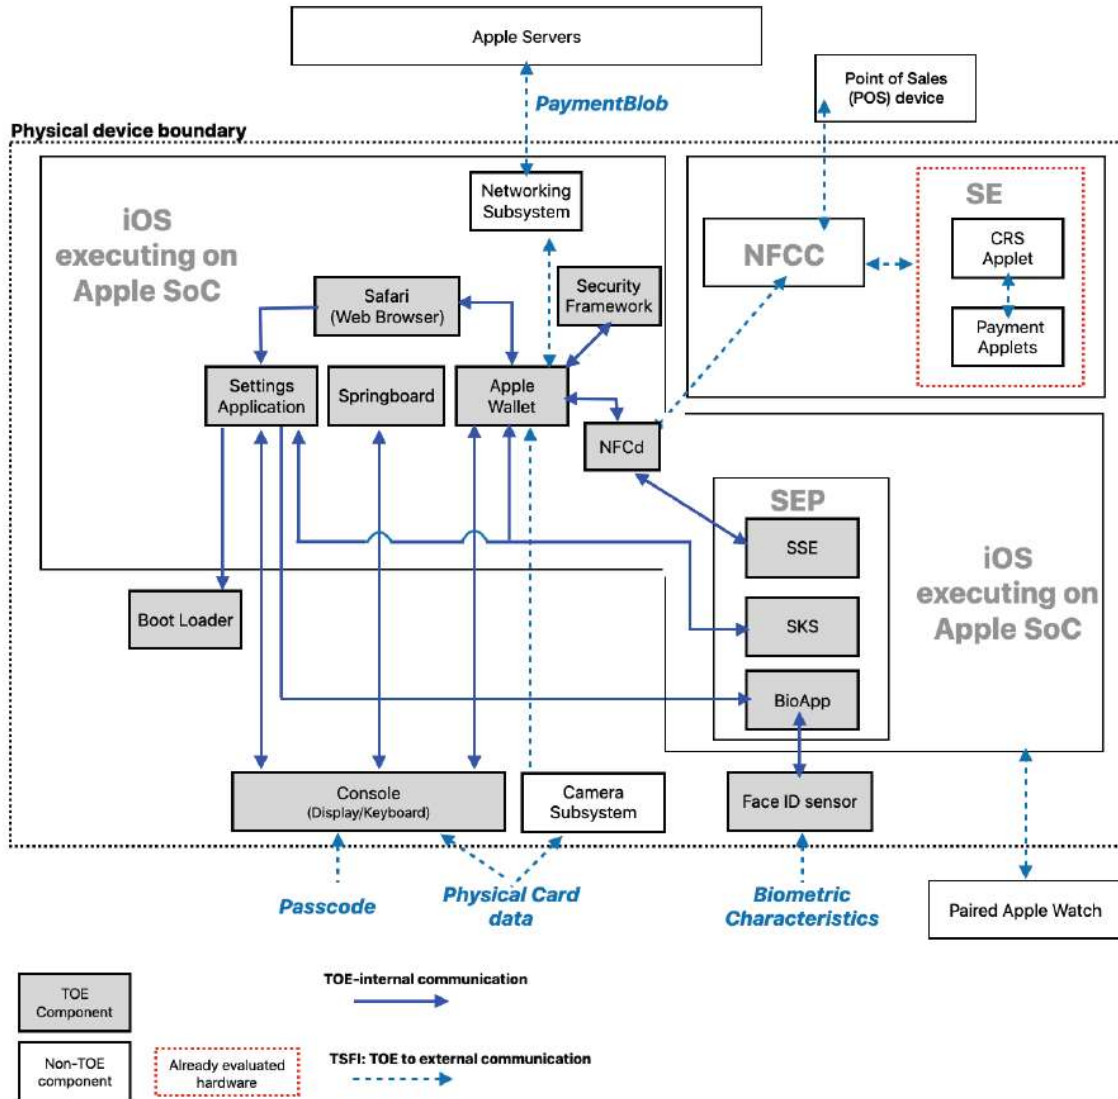 Apple Servers
PaymentBlob
Point of Sales
(POS) device
Physical device boundary
iOS
executing on
Apple SoC
Networking
Subsystem
SE
NFCC
CRS
Applet
Payment
Applets
Safari
(Web Browser)
Security
Framework
Settings
Application
Springboard
Apple
Wallet
NFCd
SEP
SSE
SKS
BioApp
iOS
executing on
Apple SoC
Boot Loader
Console
(Display/Keyboard)
Camera
Subsystem
Face ID sensor
Passcode
Physical Card
data
Biometric
Characteristics
Paired Apple Watch
TOE
Component
TOE-internal communication
Non-TOE
component
Already evaluated
hardware
TSFI: TOE to external communication